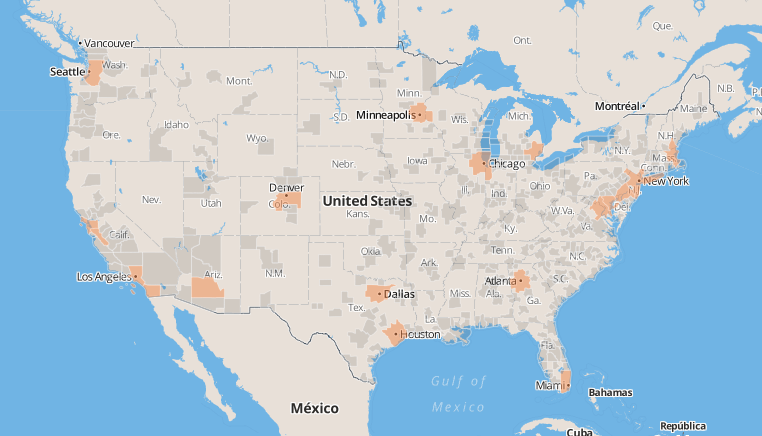 Ont.
Que.
Vancouver
Seattle
Wash.
Mont.
N.D.
Minn.
Montréal
Maine
N.B.
P.
Ore.
Idaho
Wyo.
S.D.
Minneapolis
Wis.
Mich.
N.H.
N.Y.
Mass.
Conn.
Nov
Nev.
Utah
Denver
Colo.
Nebr.
Iowa
Chicago
Ill.
Ind.
Ohio
Pa.
New York
N.J.
Del.
United States
Kans.
Mo.
Ky.
W.Va.
Va.
Calif.
Los Angeles
Ariz.
N.M.
Okla.
Ark.
Tenn.
N.C.
S.C.
Dallas
Tex.
Miss.
Ala.
Atlanta
Ga.
Houston
La.
Fla.
Miami
Gulf of
Mexico
Bahamas
México
Cuba
República